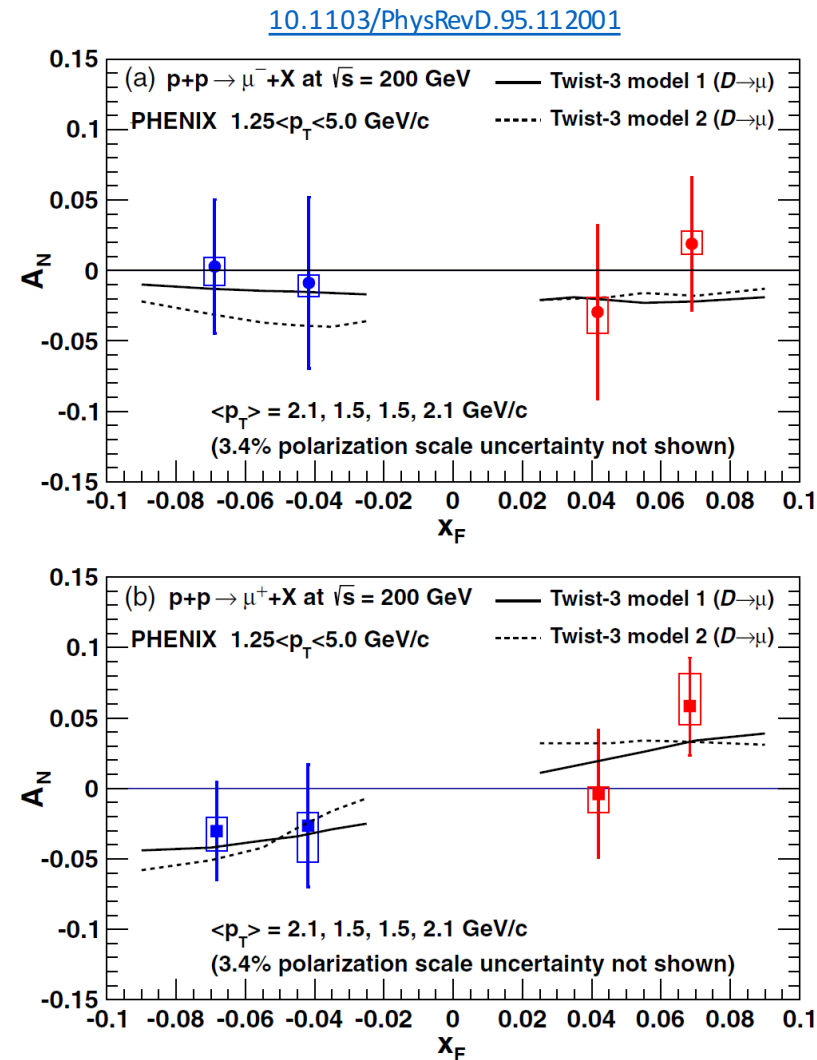 10.1103/PhysRevD.95.112001
(a) p+p → μ⁻+X at √s = 200 GeV
Twist-3 model 1 (D→μ)
PHENIX 1.25<p_T<5.0 GeV/c
Twist-3 model 2 (D→μ)
0.15
0.1
0.05
0
-0.05
-0.1
-0.15
A_N
<p_T> = 2.1, 1.5, 1.5, 2.1 GeV/c
(3.4% polarization scale uncertainty not shown)
-0.1 -0.08 -0.06 -0.04 -0.02 0 0.02 0.04 0.06 0.08 0.1
x_F
(b) p+p → μ⁺+X at √s = 200 GeV
Twist-3 model 1 (D→μ)
PHENIX 1.25<p_T<5.0 GeV/c
Twist-3 model 2 (D→μ)
0.15
0.1
0.05
0
-0.05
-0.1
-0.15
A_N
<p_T> = 2.1, 1.5, 1.5, 2.1 GeV/c
(3.4% polarization scale uncertainty not shown)
-0.1 -0.08 -0.06 -0.04 -0.02 0 0.02 0.04 0.06 0.08 0.1
x_F